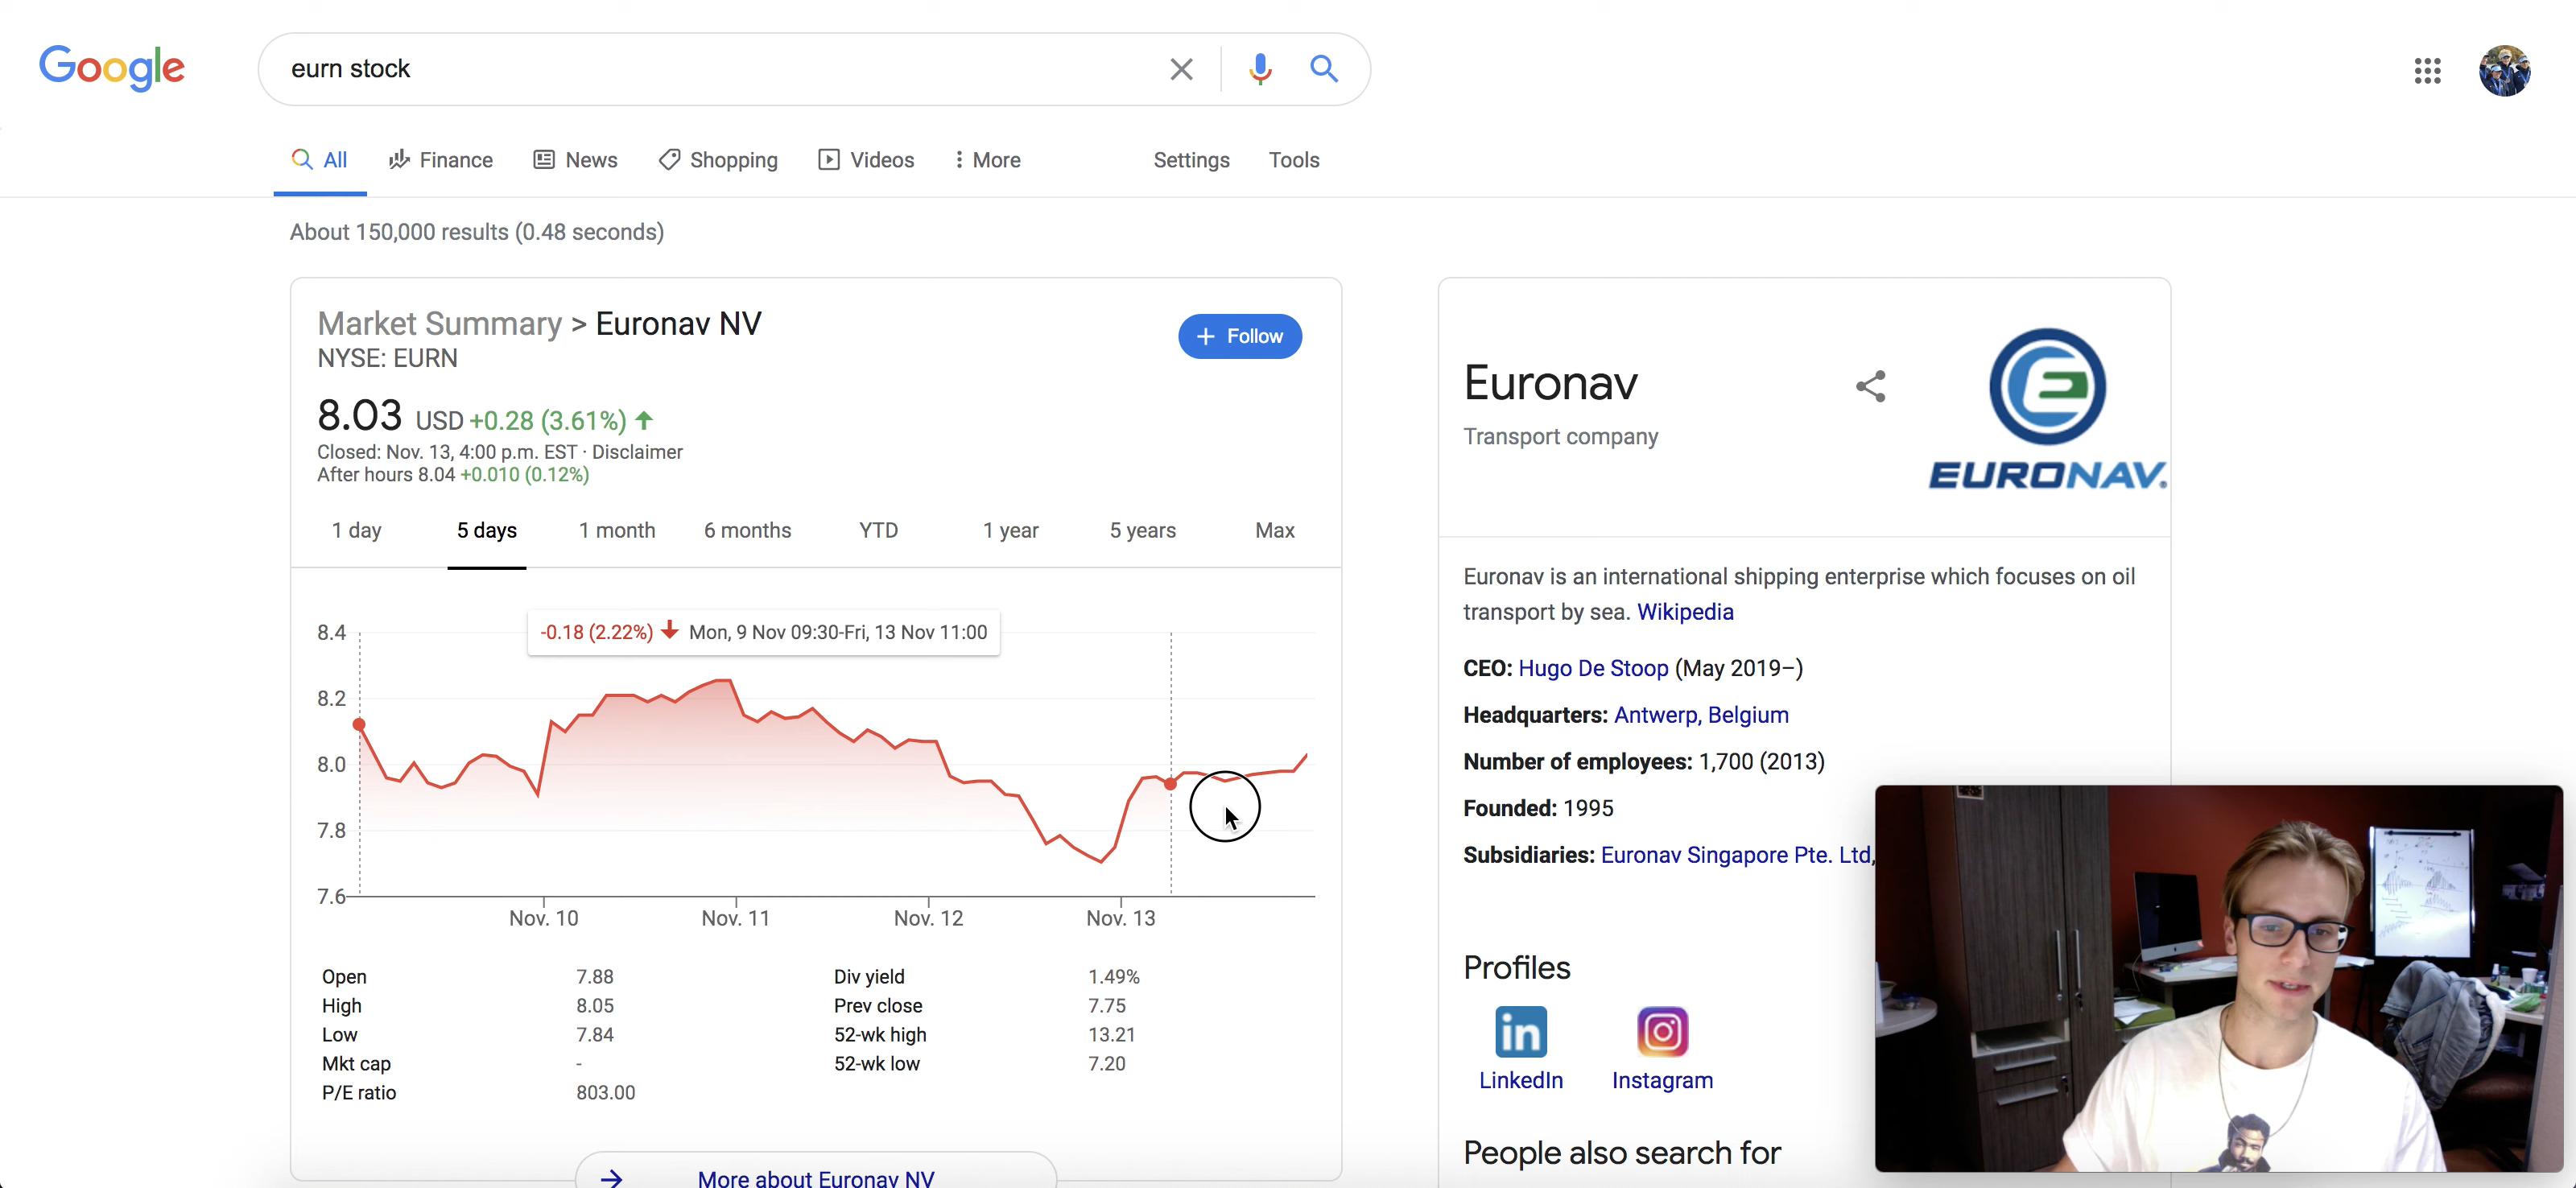 Google
eurn stock
All Finance News Shopping Videos More Settings Tools
About 150,000 results (0.48 seconds)
Market Summary > Euronav NV
NYSE: EURN
+ Follow
8.03 USD +0.28 (3.61%)
Closed: Nov. 13, 4:00 p.m. EST · Disclaimer
After hours 8.04 +0.010 (0.12%)
1 day 5 days 1 month 6 months YTD 1 year 5 years Max
-0.18 (2.22%) Mon, 9 Nov 09:30-Fri, 13 Nov 11:00
8.4
8.2
8.0
7.8
7.6
Nov. 10 Nov. 11 Nov. 12 Nov. 13
Open 7.88 Div yield 1.49%
High 8.05 Prev close 7.75
Low 7.84 52-wk high 13.21
Mkt cap - 52-wk low 7.20
P/E ratio 803.00
More about Euronav NV
Euronav
Transport company
EURONAV.
Euronav is an international shipping enterprise which focuses on oil
transport by sea. Wikipedia
CEO: Hugo De Stoop (May 2019–)
Headquarters: Antwerp, Belgium
Number of employees: 1,700 (2013)
Founded: 1995
Subsidiaries: Euronav Singapore Pte. Ltd,
Profiles
in
LinkedIn Instagram
People also search for